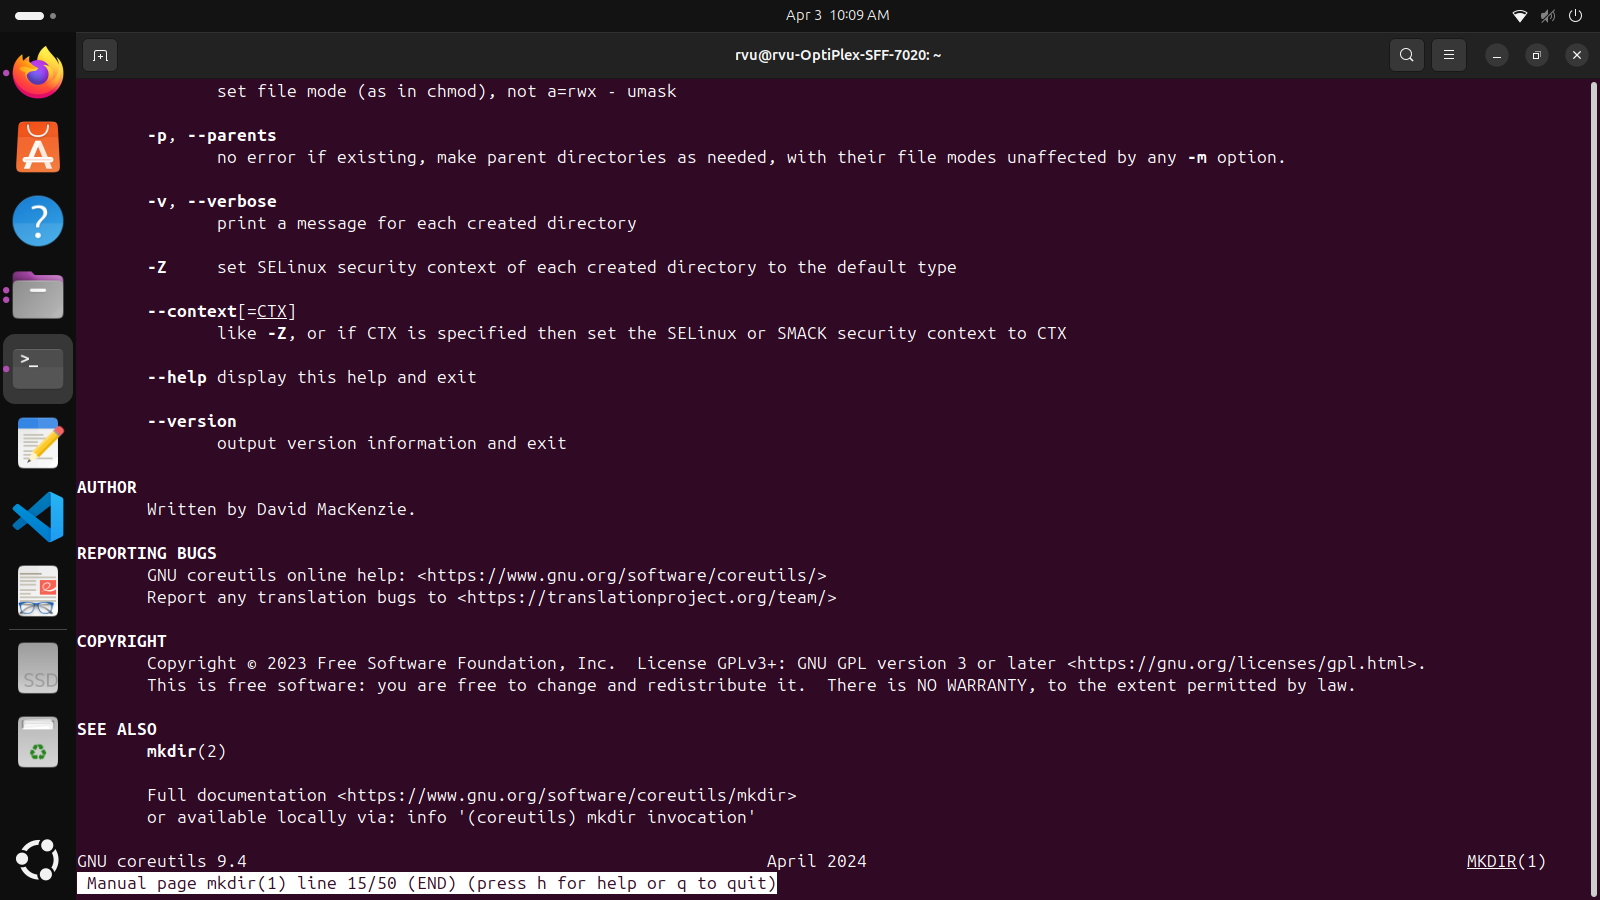 Apr 3  10:09 AM
rvu@rvu-OptiPlex-SFF-7020: ~
set file mode (as in chmod), not a=rwx - umask
-p, --parents
no error if existing, make parent directories as needed, with their file modes unaffected by any -m option.
-v, --verbose
print a message for each created directory
-Z     set SELinux security context of each created directory to the default type
--context[=CTX]
like -Z, or if CTX is specified then set the SELinux or SMACK security context to CTX
--help display this help and exit
--version
output version information and exit
AUTHOR
Written by David MacKenzie.
REPORTING BUGS
GNU coreutils online help: <https://www.gnu.org/software/coreutils/>
Report any translation bugs to <https://translationproject.org/team/>
COPYRIGHT
Copyright © 2023 Free Software Foundation, Inc.  License GPLv3+: GNU GPL version 3 or later <https://gnu.org/licenses/gpl.html>.
This is free software: you are free to change and redistribute it.  There is NO WARRANTY, to the extent permitted by law.
SEE ALSO
mkdir(2)
Full documentation <https://www.gnu.org/software/coreutils/mkdir>
or available locally via: info '(coreutils) mkdir invocation'
GNU coreutils 9.4 April 2024 MKDIR(1)
Manual page mkdir(1) line 15/50 (END) (press h for help or q to quit)
SSD